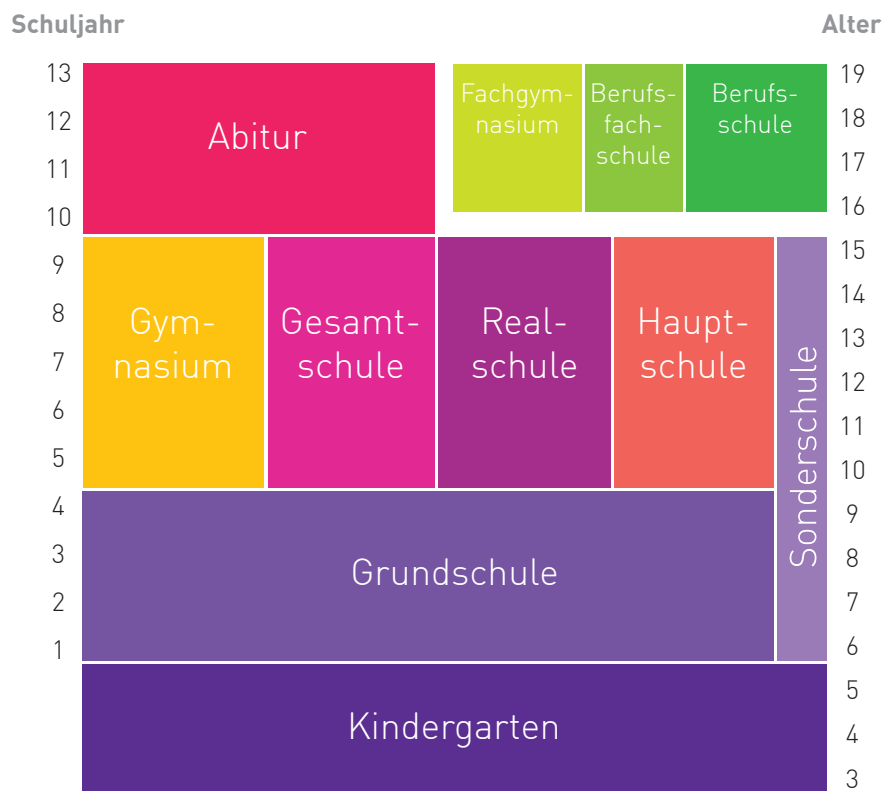 Schuljahr
Alter
13
12
11
10
9
8
7
6
5
4
3
2
1
Abitur
Fachgym-
nasium
Berufs-
fach-
schule
Berufs-
schule
Gym-
nasium
Gesamt-
schule
Real-
schule
Haupt-
schule
Sonderschule
Grundschule
Kindergarten
19
18
17
16
15
14
13
12
11
10
9
8
7
6
5
4
3